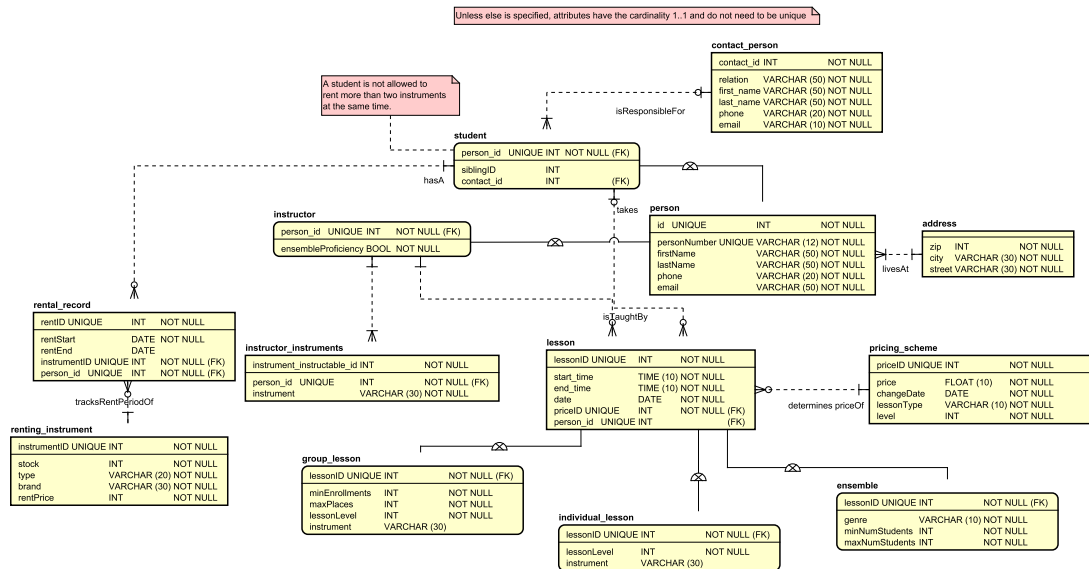 Unless else is specified, attributes have the cardinality 1..1 and do not need to be unique
contact_person
contact_id INT NOT NULL
relation VARCHAR (50) NOT NULL
first_name VARCHAR (50) NOT NULL
last_name VARCHAR (50) NOT NULL
phone VARCHAR (20) NOT NULL
email VARCHAR (10) NOT NULL
A student is not allowed to
rent more than two instruments
at the same time.
isResponsibleFor
student
person_id UNIQUE INT NOT NULL (FK)
siblingID INT
contact_id INT (FK)
hasA
takes
instructor
person_id UNIQUE INT NOT NULL (FK)
ensembleProficiency BOOL NOT NULL
person
id UNIQUE INT NOT NULL
personNumber UNIQUE VARCHAR (12) NOT NULL
firstName VARCHAR (50) NOT NULL
lastName VARCHAR (50) NOT NULL
phone VARCHAR (20) NOT NULL
email VARCHAR (50) NOT NULL
livesAt
address
zip INT NOT NULL
city VARCHAR (30) NOT NULL
street VARCHAR (30) NOT NULL
rental_record
rentID UNIQUE INT NOT NULL
rentStart DATE NOT NULL
rentEnd DATE
instrumentID UNIQUE INT NOT NULL (FK)
person_id UNIQUE INT NOT NULL (FK)
tracksRentPeriodOf
isTaughtBy
instructor_instruments
instrument_instructable_id INT NOT NULL
person_id UNIQUE INT NOT NULL (FK)
instrument VARCHAR (30) NOT NULL
lesson
lessonID UNIQUE INT NOT NULL
start_time TIME (10) NOT NULL
end_time TIME (10) NOT NULL
date DATE NOT NULL
priceID UNIQUE INT NOT NULL (FK)
person_id UNIQUE INT (FK)
determines priceOf
pricing_scheme
priceID UNIQUE INT NOT NULL
price FLOAT (10) NOT NULL
changeDate DATE NOT NULL
lessonType VARCHAR (10) NOT NULL
level INT NOT NULL
renting_instrument
instrumentID UNIQUE INT NOT NULL
stock INT NOT NULL
type VARCHAR (20) NOT NULL
brand VARCHAR (30) NOT NULL
rentPrice INT NOT NULL
group_lesson
lessonID UNIQUE INT NOT NULL (FK)
minEnrollments INT NOT NULL
maxPlaces INT NOT NULL
lessonLevel INT NOT NULL
instrument VARCHAR (30)
individual_lesson
lessonID UNIQUE INT NOT NULL (FK)
lessonLevel INT NOT NULL
instrument VARCHAR (30)
ensemble
lessonID UNIQUE INT NOT NULL (FK)
genre VARCHAR (10) NOT NULL
minNumStudents INT NOT NULL
maxNumStudents INT NOT NULL